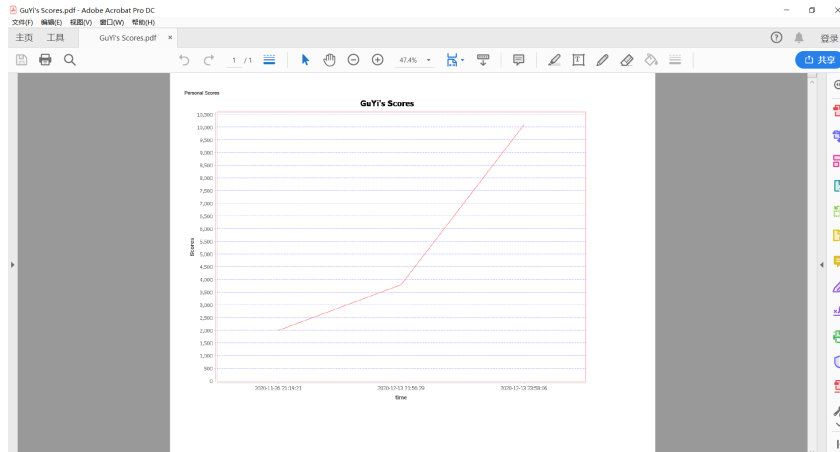 GuYi's Scores.pdf - Adobe Acrobat Pro DC
文件(F) 编辑(E) 视图(V) 窗口(W) 帮助(H)
主页 工具 GuYi's Scores.pdf × 登录
1 / 1 47.4% 共享
Personal Scores
GuYi's Scores
10,500
10,000
9,500
9,000
8,500
8,000
7,500
7,000
6,500
6,000
5,500
5,000
4,500
4,000
3,500
3,000
2,500
2,000
1,500
1,000
500
0
Scores
time